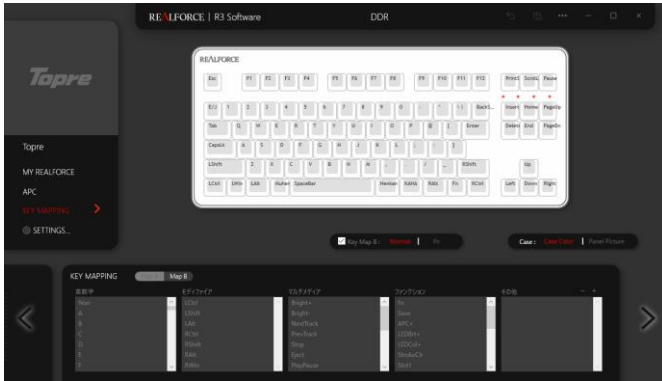 REALFORCE | R3 Software
DDR
Topre
REALFORCE
Esc F1 F2 F3 F4 F5 F6 F7 F8 F9 F10 F11 F12 PrintS ScrollL Pause
E/J 1 2 3 4 5 6 7 8 9 0 - ^ \| BackS... Insert Home PageUp
Tab Q W E R T Y U I O P @ [ Enter Delete End PageDn
CapsLk A S D F G H J K L ; : ]
LShift Z X C V B N M , . / RShift Up
LCtrl LWin LAlt Muhen SpaceBar Henkan KAHA RAlt Fn RCtrl Left Down Right
Topre
MY REALFORCE
APC
KEY MAPPING
SETTINGS...
Key Map B : Normal | Fn
Case : Case Color | Panel Picture
KEY MAPPING Map A Map B
英数字 モディファイア マルチメディア ファンクション その他
Non LCtrl Bright+ Fn
A LShift Bright- Save
B LAlt NextTrack APC+
C RCtrl PrevTrack LEDBrt+
D RShift Stop LEDCol+
E RAlt Eject
F RWin PlayPause